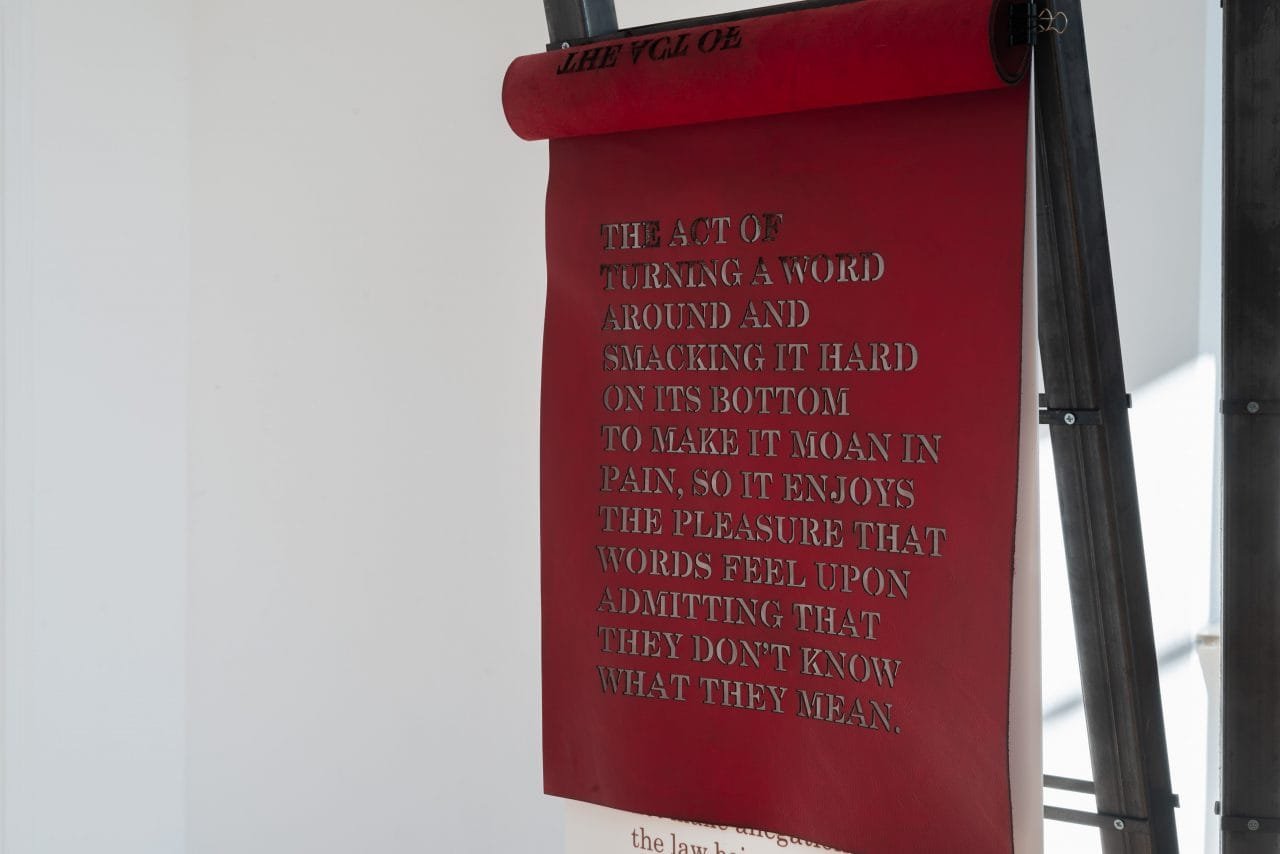 THE ACT OF
THE ACT OF
TURNING A WORD
AROUND AND
SMACKING IT HARD
ON ITS BOTTOM
TO MAKE IT MOAN IN
PAIN, SO IT ENJOYS
THE PLEASURE THAT
WORDS FEEL UPON
ADMITTING THAT
THEY DON'T KNOW
WHAT THEY MEAN.
the law